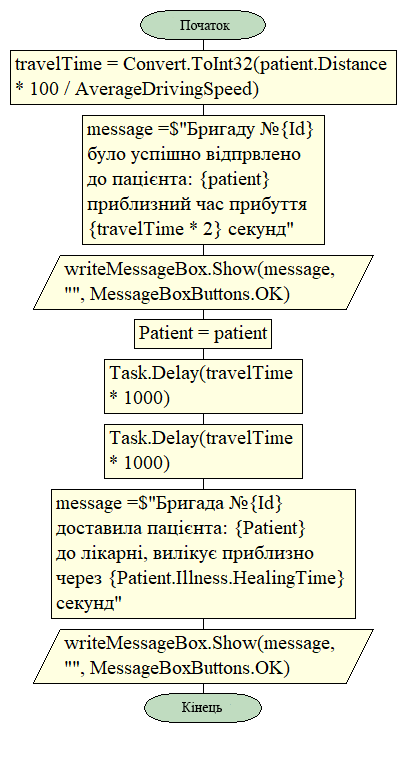 Початок
travelTime = Convert.ToInt32(patient.Distance
* 100 / AverageDrivingSpeed)
message =$"Бригаду №{Id}
було успішно відпрвлено
до пацієнта: {patient}
приблизний час прибуття
{travelTime * 2} секунд"
writeMessageBox.Show(message,
"", MessageBoxButtons.OK)
Patient = patient
Task.Delay(travelTime
* 1000)
Task.Delay(travelTime
* 1000)
message =$"Бригада №{Id}
доставила пацієнта: {Patient}
до лікарні, вилікує приблизно
через {Patient.Illness.HealingTime}
секунд"
writeMessageBox.Show(message,
"", MessageBoxButtons.OK)
Кінець